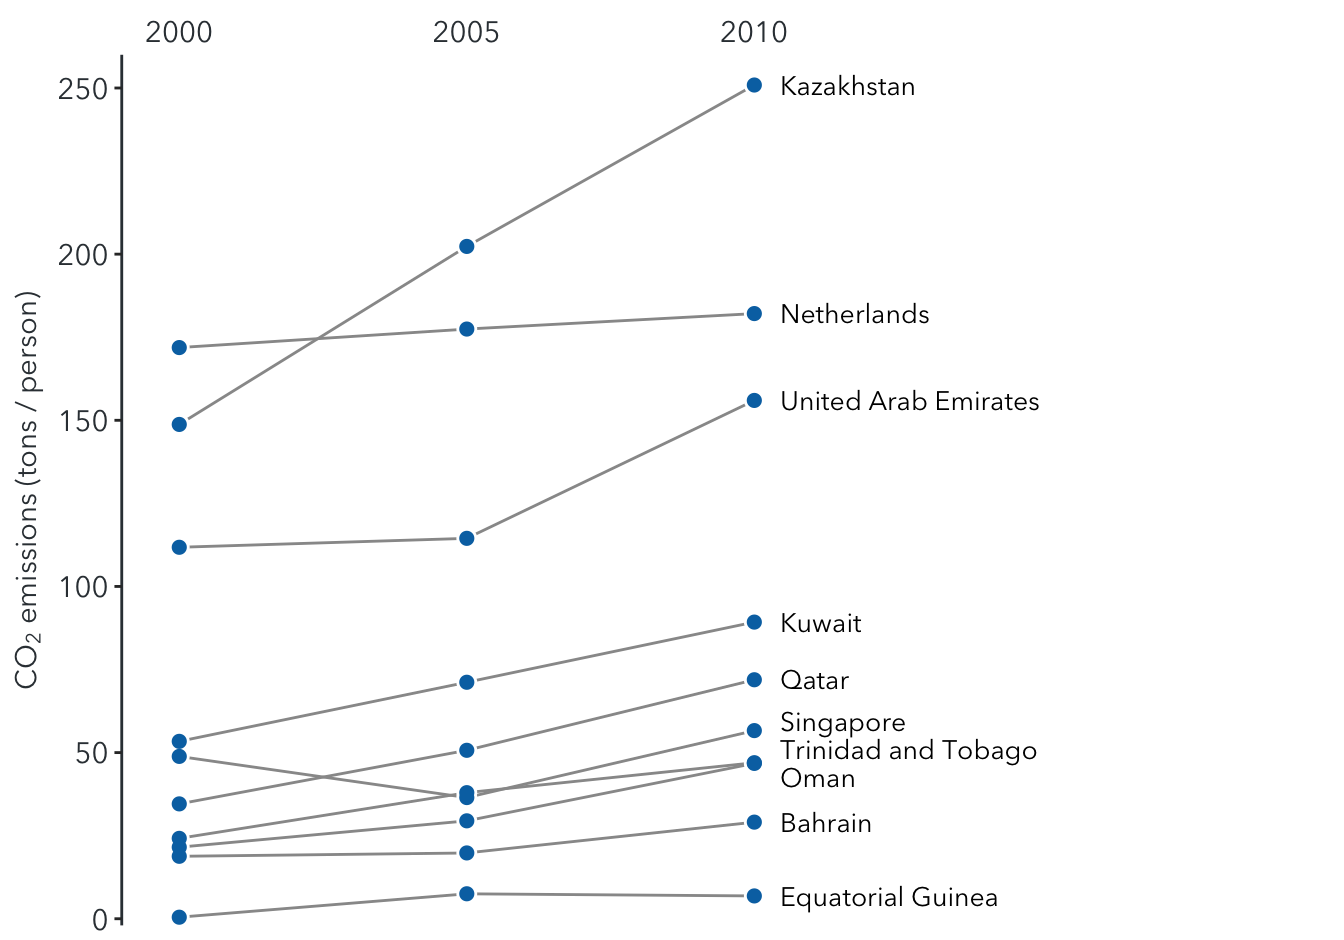 2000 2005 2010
250
200
150
100
50
0
CO₂ emissions (tons / person)
Kazakhstan
Netherlands
United Arab Emirates
Kuwait
Qatar
Singapore
Trinidad and Tobago
Oman
Bahrain
Equatorial Guinea